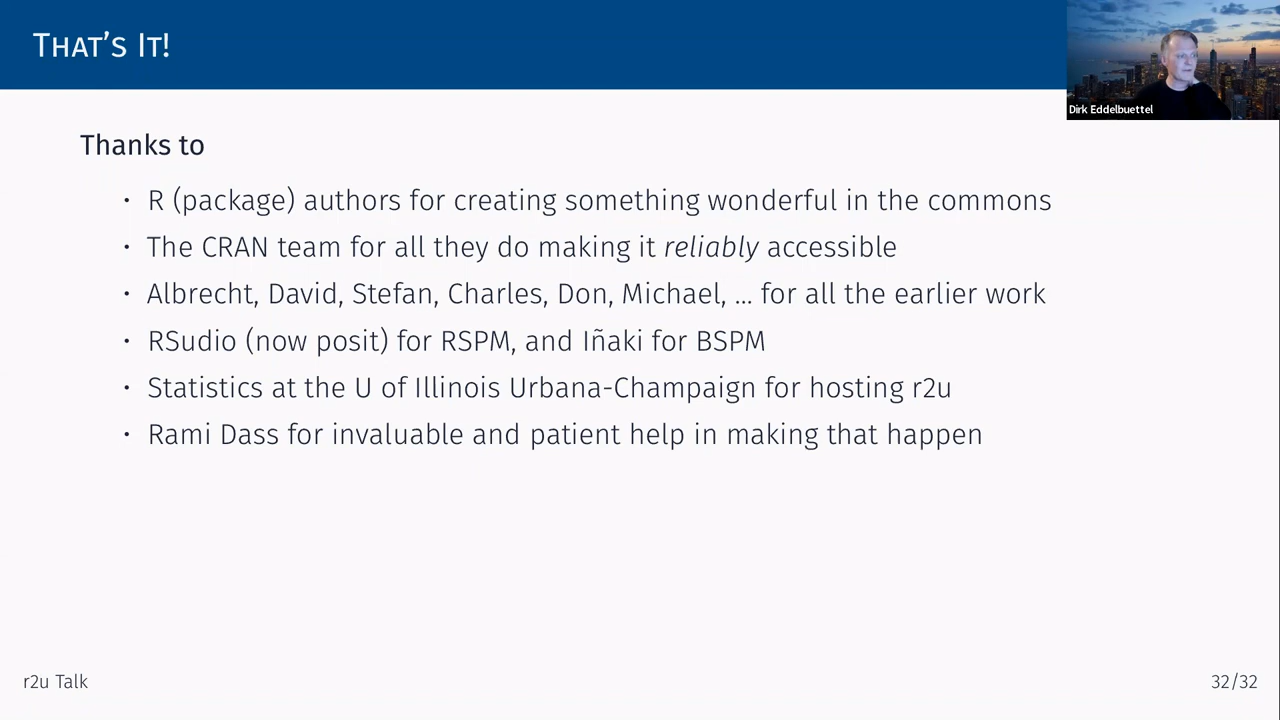 THAT'S IT!
Dirk Eddelbuettel
Thanks to
· R (package) authors for creating something wonderful in the commons
· The CRAN team for all they do making it reliably accessible
· Albrecht, David, Stefan, Charles, Don, Michael, ... for all the earlier work
· RSudio (now posit) for RSPM, and Iñaki for BSPM
· Statistics at the U of Illinois Urbana-Champaign for hosting r2u
· Rami Dass for invaluable and patient help in making that happen
r2u Talk
32/32